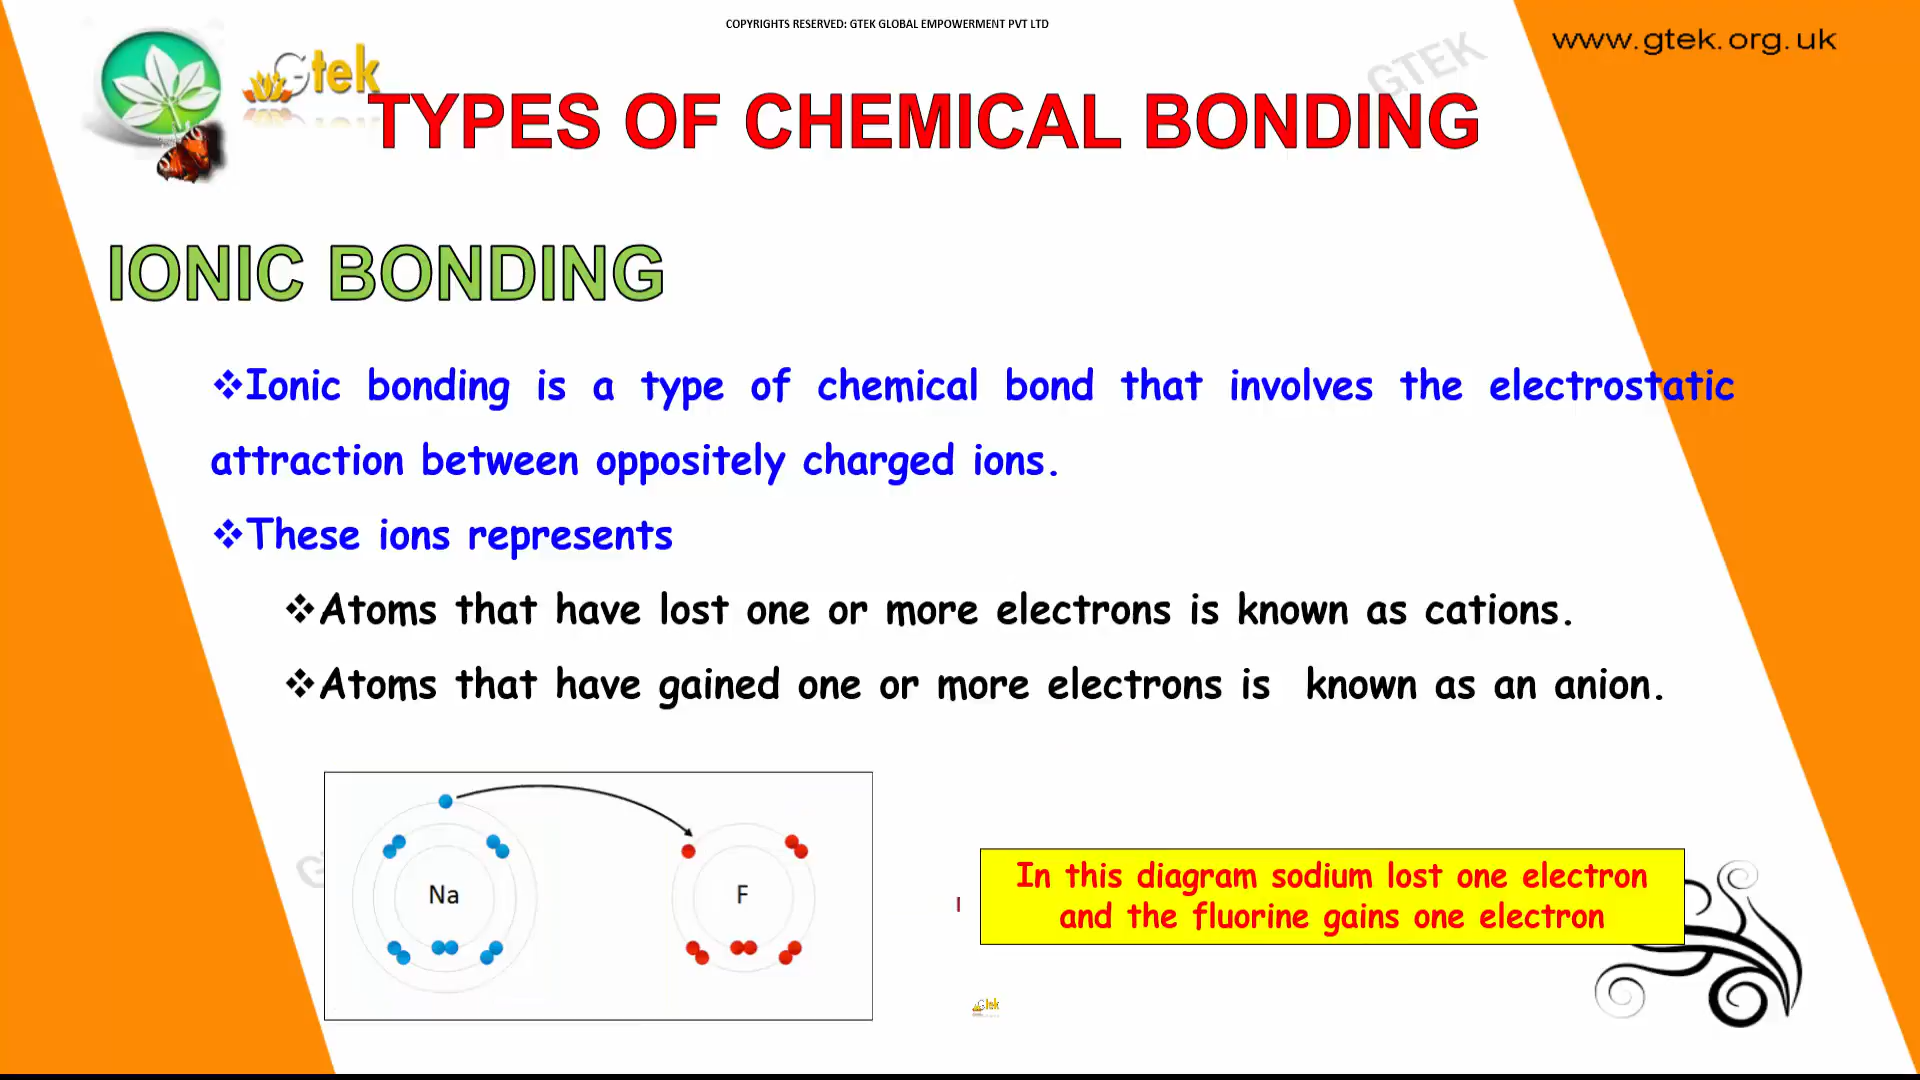 COPYRIGHTS RESERVED: GTEK GLOBAL EMPOWERMENT PVT LTD
www.gtek.org.uk
GTEK
Gtek
TYPES OF CHEMICAL BONDING
IONIC BONDING
❖Ionic bonding is a type of chemical bond that involves the electrostatic
attraction between oppositely charged ions.
❖These ions represents
❖Atoms that have lost one or more electrons is known as cations.
❖Atoms that have gained one or more electrons is known as an anion.
Na
F
In this diagram sodium lost one electron
and the fluorine gains one electron
Gtek